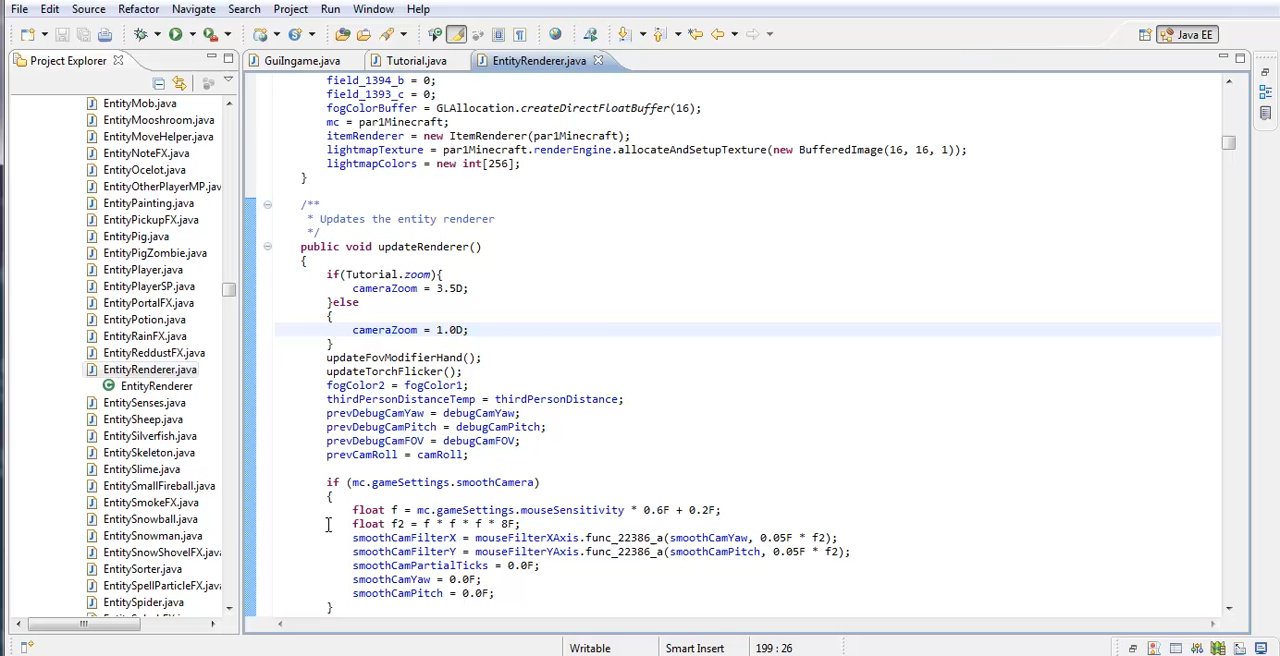 File Edit Source Refactor Navigate Search Project Run Window Help
Java EE
Project Explorer
GuiIngame.java Tutorial.java EntityRenderer.java
EntityMob.java
EntityMooshroom.java
EntityMoveHelper.java
EntityNoteFX.java
EntityOcelot.java
EntityOtherPlayerMP.jav
EntityPainting.java
EntityPickupFX.java
EntityPig.java
EntityPigZombie.java
EntityPlayer.java
EntityPlayerSP.java
EntityPortalFX.java
EntityPotion.java
EntityRainFX.java
EntityReddustFX.java
EntityRenderer.java
EntityRenderer
EntitySenses.java
EntitySheep.java
EntitySilverfish.java
EntitySkeleton.java
EntitySlime.java
EntitySmallFireball.java
EntitySmokeFX.java
EntitySnowball.java
EntitySnowman.java
EntitySnowShovelFX.jav
EntitySorter.java
EntitySpellParticleFX.jav
EntitySpider.java
field_1394_b = 0;
field_1393_c = 0;
fogColorBuffer = GLAllocation.createDirectFloatBuffer(16);
mc = par1Minecraft;
itemRenderer = new ItemRenderer(par1Minecraft);
lightmapTexture = par1Minecraft.renderEngine.allocateAndSetupTexture(new BufferedImage(16, 16, 1));
lightmapColors = new int[256];
}
/**
* Updates the entity renderer
*/
public void updateRenderer()
{
if(Tutorial.zoom){
cameraZoom = 3.5D;
}else
{
cameraZoom = 1.0D;
}
updateFovModifierHand();
updateTorchFlicker();
fogColor2 = fogColor1;
thirdPersonDistanceTemp = thirdPersonDistance;
prevDebugCamYaw = debugCamYaw;
prevDebugCamPitch = debugCamPitch;
prevDebugCamFOV = debugCamFOV;
prevCamRoll = camRoll;
if (mc.gameSettings.smoothCamera)
{
float f = mc.gameSettings.mouseSensitivity * 0.6F + 0.2F;
float f2 = f * f * f * 8F;
smoothCamFilterX = mouseFilterXAxis.func_22386_a(smoothCamYaw, 0.05F * f2);
smoothCamFilterY = mouseFilterYAxis.func_22386_a(smoothCamPitch, 0.05F * f2);
smoothCamPartialTicks = 0.0F;
smoothCamYaw = 0.0F;
smoothCamPitch = 0.0F;
}
Writable Smart Insert 199 : 26